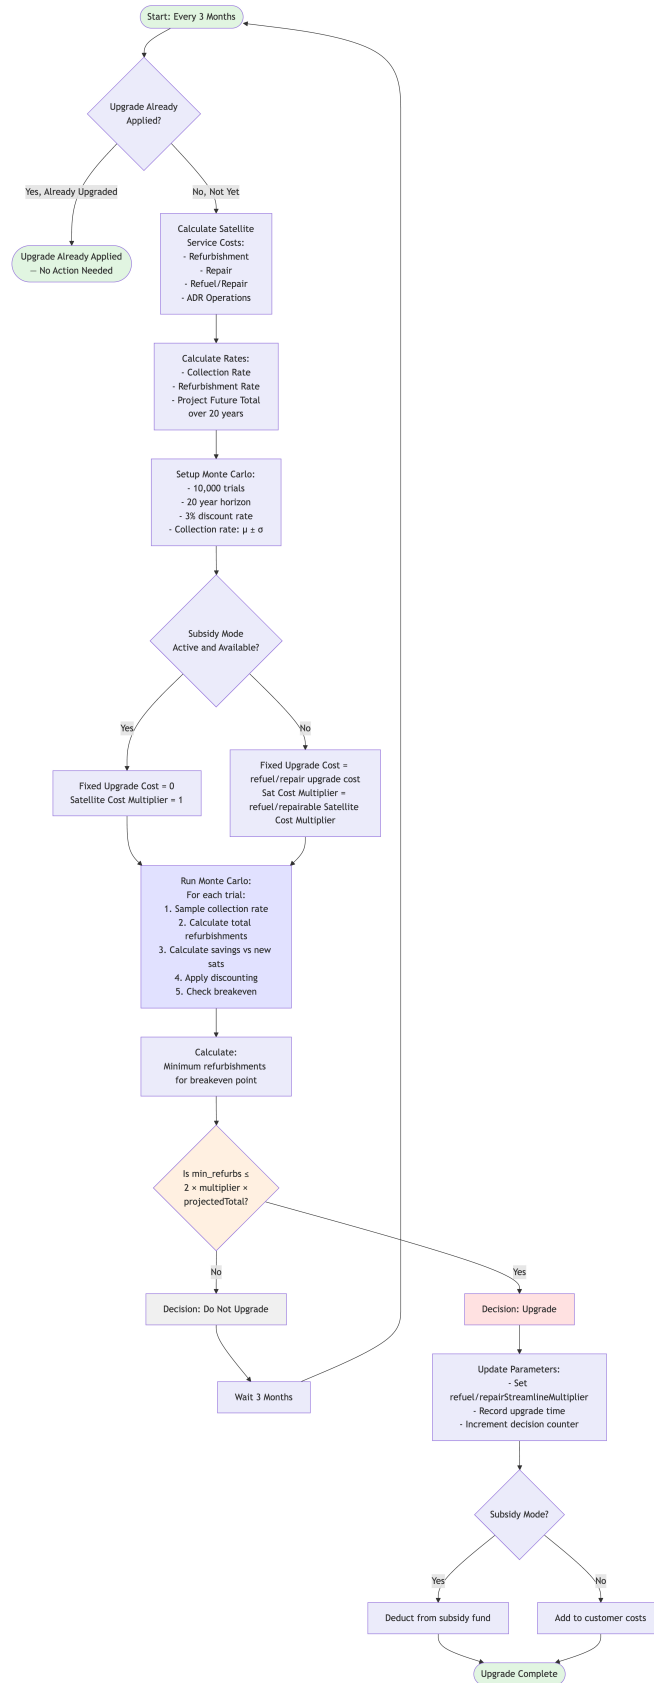 Start: Every 3 Months
Upgrade Already
Applied?
Yes, Already Upgraded
No, Not Yet
Upgrade Already Applied
— No Action Needed
Calculate Satellite
Service Costs:
- Refurbishment
- Repair
- Refuel/Repair
- ADR Operations
Calculate Rates:
- Collection Rate
- Refurbishment Rate
- Project Future Total
over 20 years
Setup Monte Carlo:
- 10,000 trials
- 20 year horizon
- 3% discount rate
- Collection rate: μ ± σ
Subsidy Mode
Active and Available?
Yes
No
Fixed Upgrade Cost = 0
Satellite Cost Multiplier = 1
Fixed Upgrade Cost =
refuel/repair upgrade cost
Sat Cost Multiplier =
refuel/repairable Satellite
Cost Multiplier
Run Monte Carlo:
For each trial:
1. Sample collection rate
2. Calculate total
refurbishments
3. Calculate savings vs new
sats
4. Apply discounting
5. Check breakeven
Calculate:
Minimum refurbishments
for breakeven point
Is min_refurbs ≤
2 × multiplier ×
projectedTotal?
No
Yes
Decision: Do Not Upgrade
Decision: Upgrade
Wait 3 Months
Update Parameters:
- Set
refuel/repairStreamlineMultiplier
- Record upgrade time
- Increment decision counter
Subsidy Mode?
Yes
No
Deduct from subsidy fund
Add to customer costs
Upgrade Complete